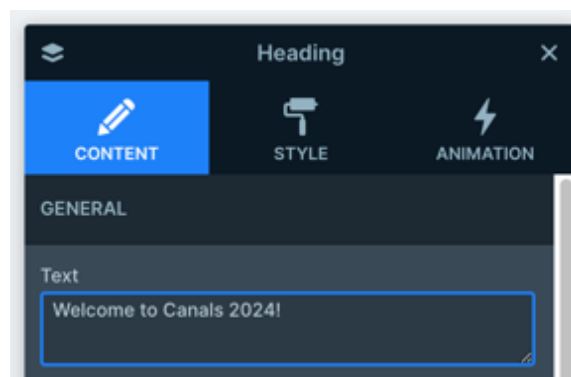 Heading
CONTENT STYLE ANIMATION
GENERAL
Text
Welcome to Canals 2024!